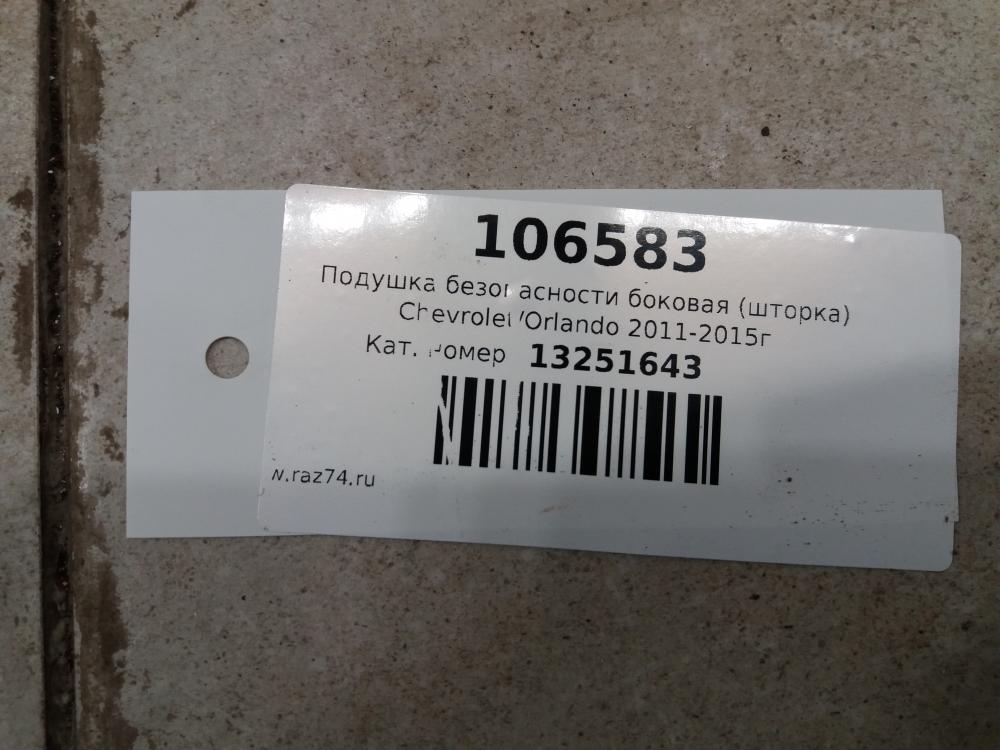 106583
Подушка безопасности боковая (шторка)
Chevrolet/Orlando 2011-2015г
Кат. номер 13251643
w.raz74.ru